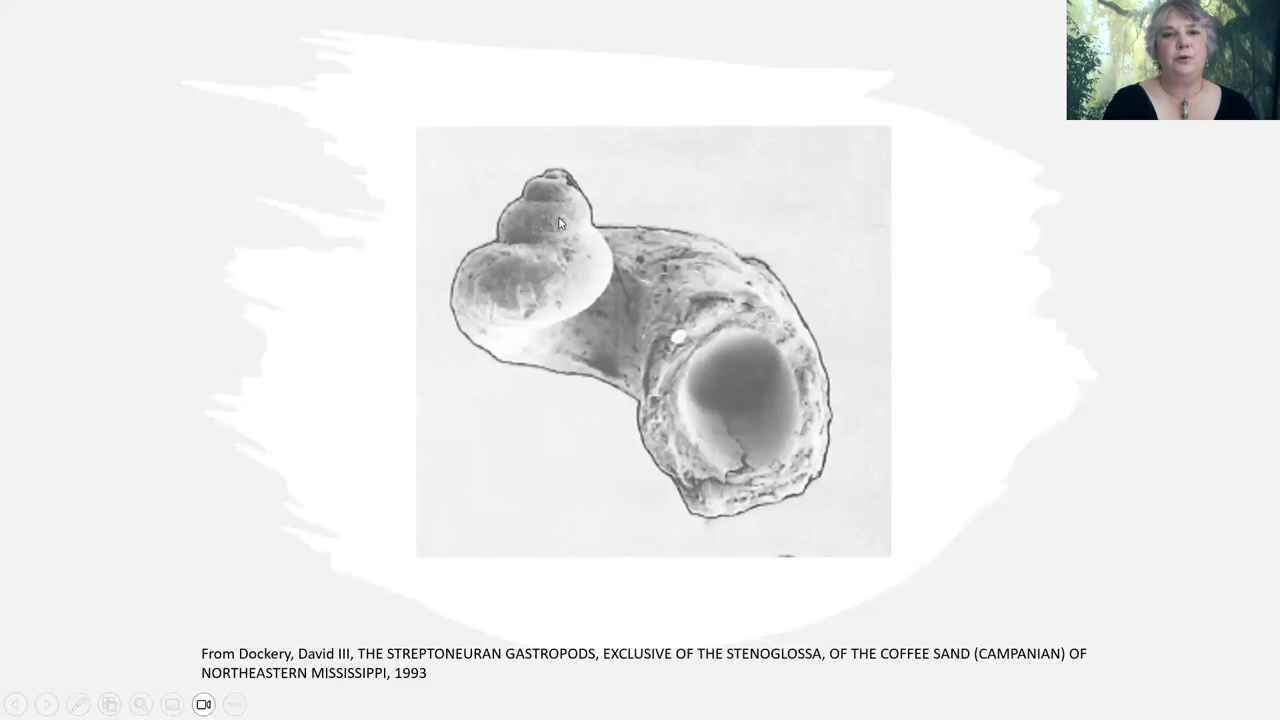 From Dockery, David III, THE STREPTONEURAN GASTROPODS, EXCLUSIVE OF THE STENOGLOSSA, OF THE COFFEE SAND (CAMPANIAN) OF
NORTHEASTERN MISSISSIPPI, 1993